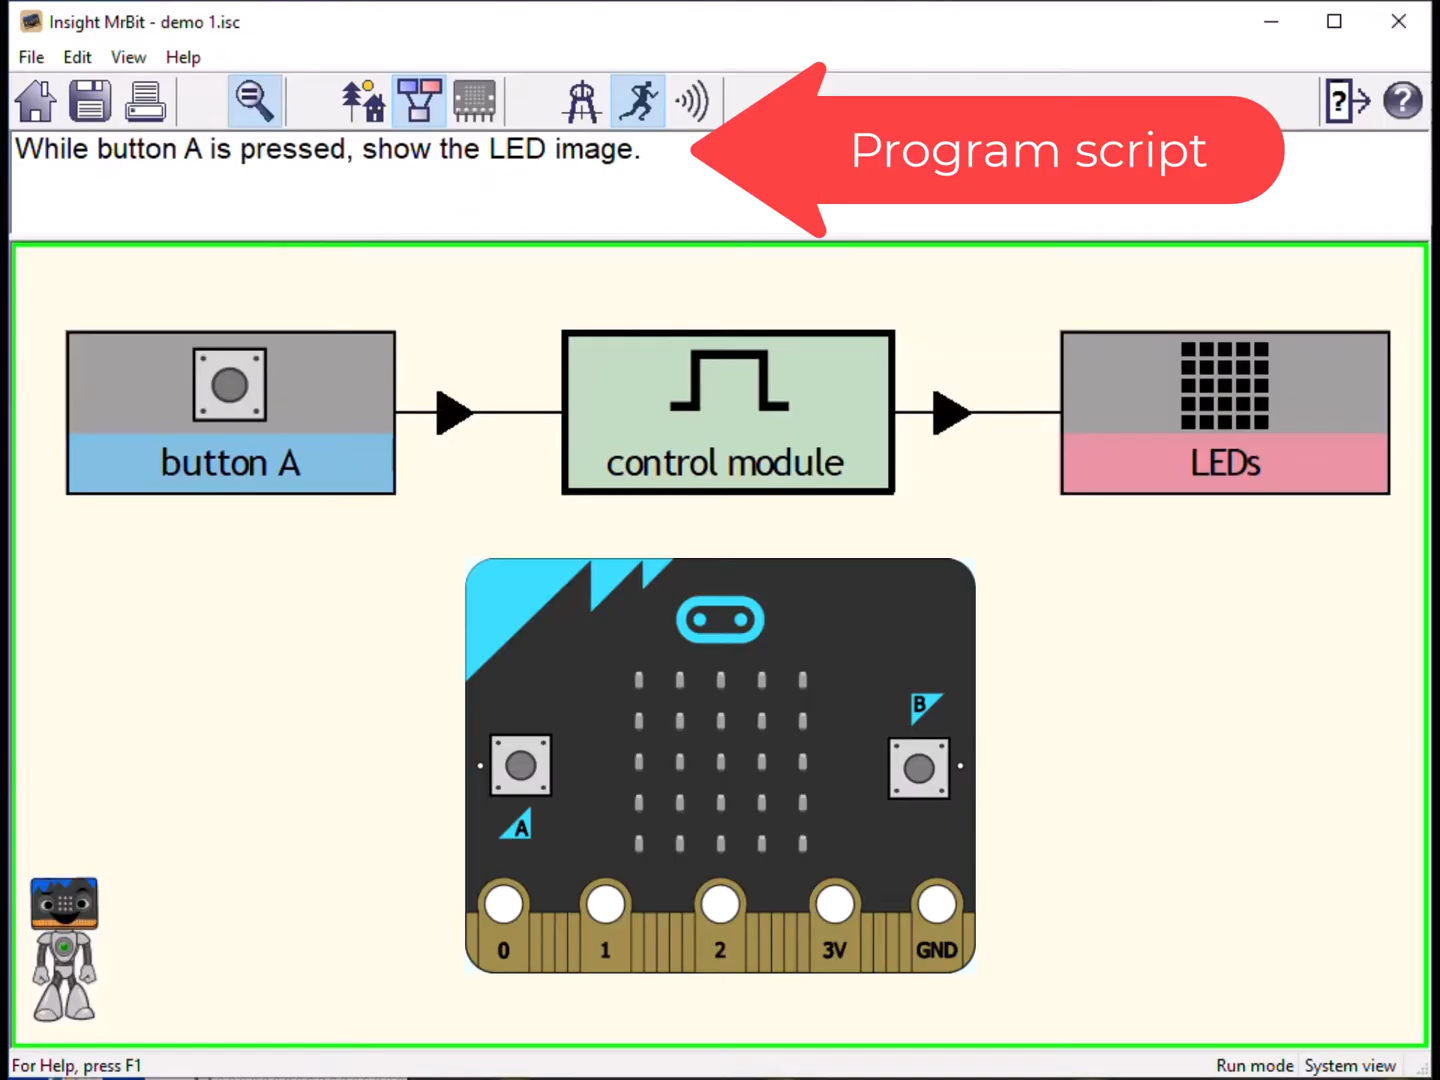 Insight MrBit - demo 1.isc
File Edit View Help
While button A is pressed, show the LED image.
Program script
button A
control module
LEDs
B
A
0 1 2 3V GND
For Help, press F1
Run mode System view